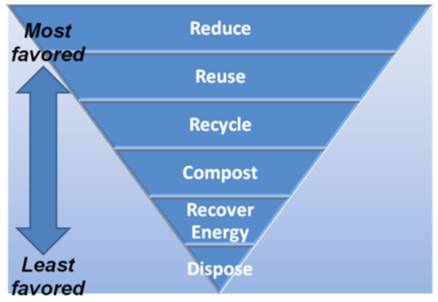 Most
favored
Reduce
Reuse
Recycle
Compost
Recover
Energy
Dispose
Least
favored